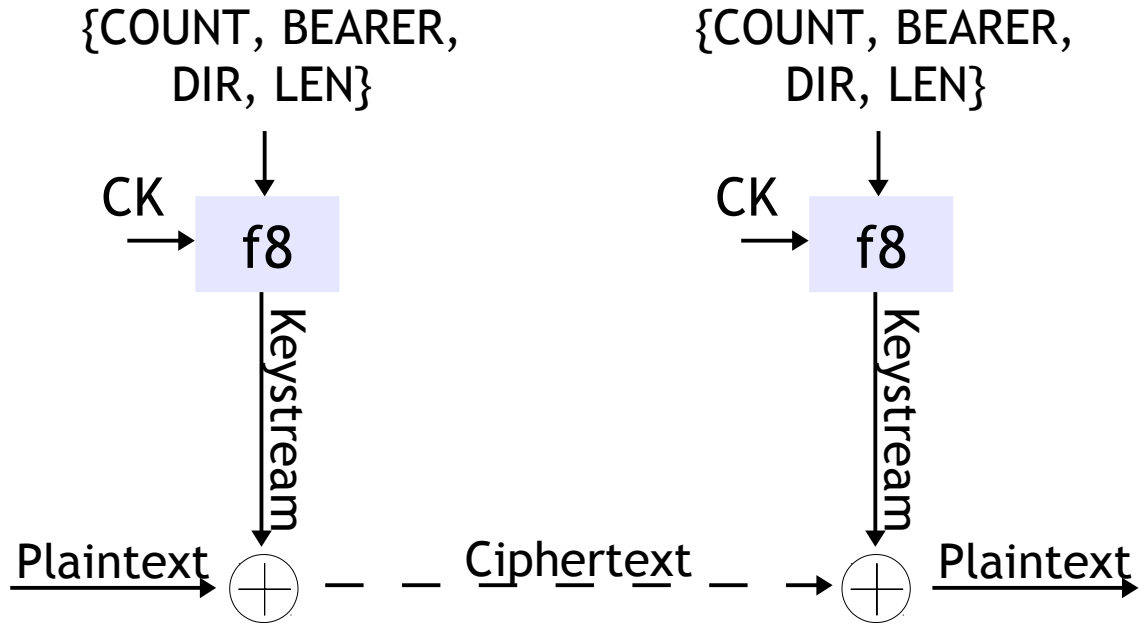 {COUNT, BEARER,
DIR, LEN}
CK
f8
Keystream
Plaintext
Ciphertext
{COUNT, BEARER,
DIR, LEN}
CK
f8
Keystream
Plaintext